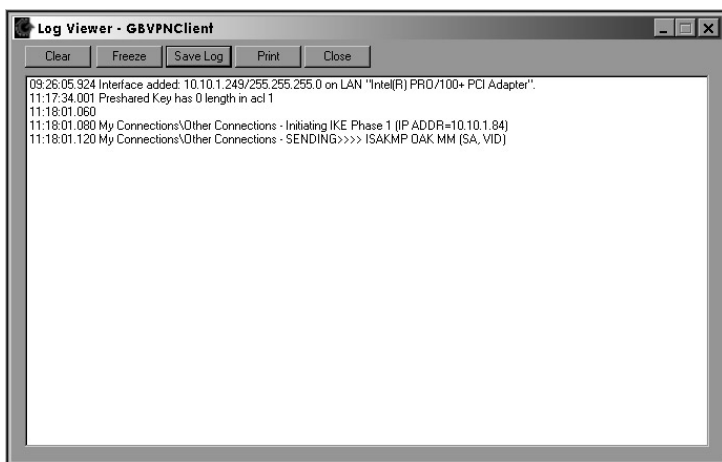 Log Viewer - GBVPNClient
Clear Freeze Save Log Print Close
09:26:05.924 Interface added: 10.10.1.249/255.255.255.0 on LAN "Intel(R) PRO/100+ PCI Adapter".
11:17:34.001 Preshared Key has 0 length in acl 1
11:18:01.060
11:18:01.080 My Connections\Other Connections - Initiating IKE Phase 1 (IP ADDR=10.10.1.84)
11:18:01.120 My Connections\Other Connections - SENDING>>>> ISAKMP OAK MM (SA, VID)